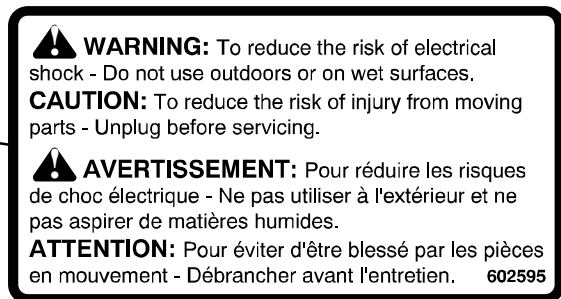 WARNING: To reduce the risk of electrical
shock - Do not use outdoors or on wet surfaces.
CAUTION: To reduce the risk of injury from moving
parts - Unplug before servicing.
AVERTISSEMENT: Pour réduire les risques
de choc électrique - Ne pas utiliser à l'extérieur et ne
pas aspirer de matières humides.
ATTENTION: Pour éviter d'être blessé par les pièces
en mouvement - Débrancher avant l'entretien. 602595